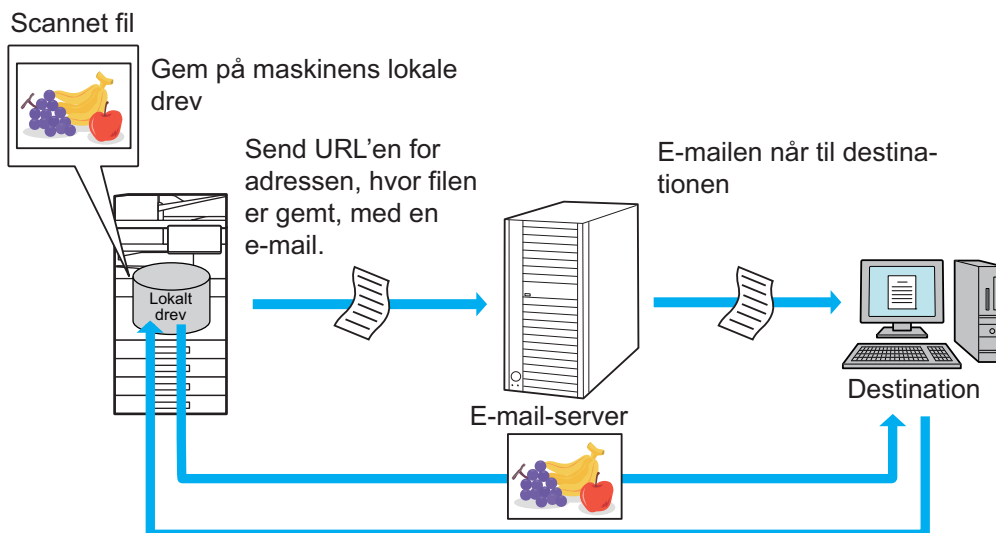 Scannet fil
Gem på maskinens lokale
drev
Send URL’en for
adressen, hvor filen
er gemt, med en
e-mail.
E-mailen når til destina-
tionen
Lokalt
drev
E-mail-server
Destination